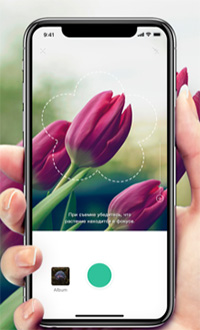 9:41
При съемке убедитесь, что
растение находится в фокусе.
Album